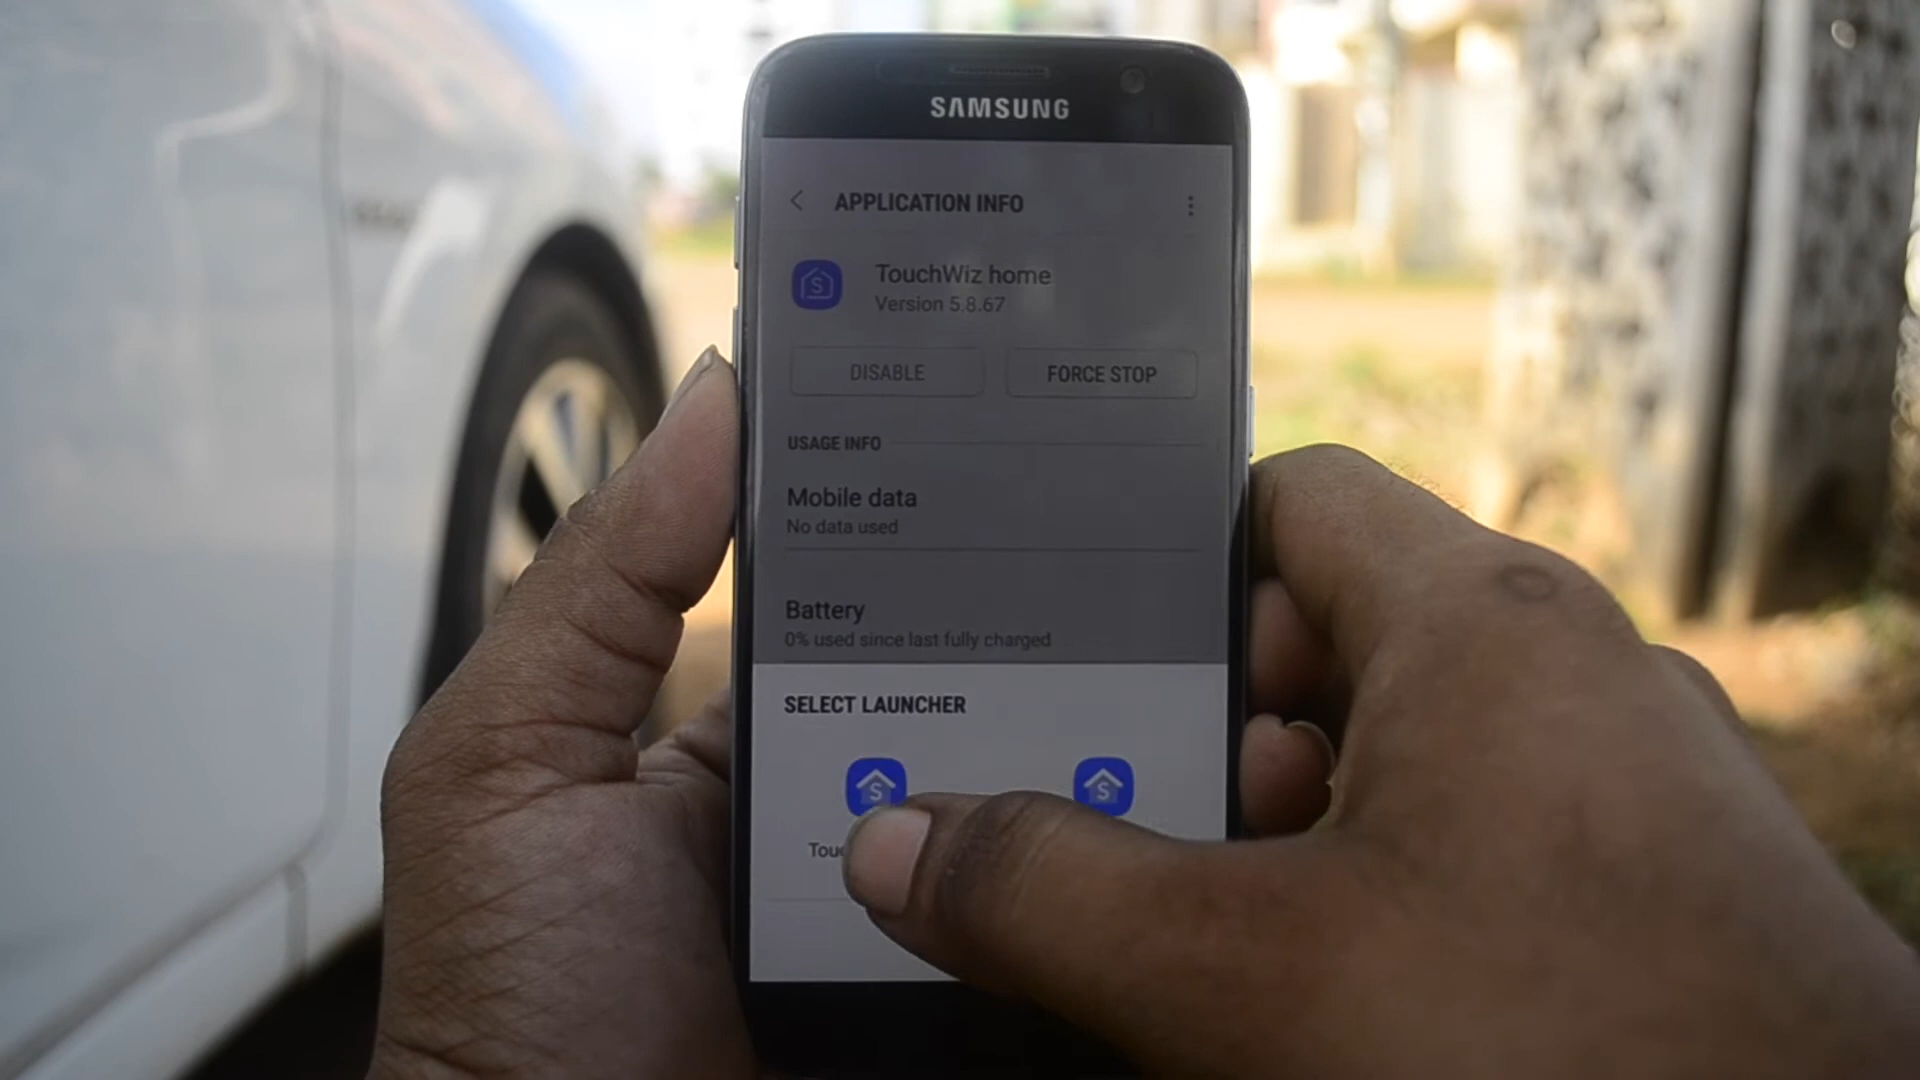 SAMSUNG
APPLICATION INFO
TouchWiz home
Version 5.8.67
DISABLE
FORCE STOP
USAGE INFO
Mobile data
No data used
Battery
0% used since last fully charged
SELECT LAUNCHER